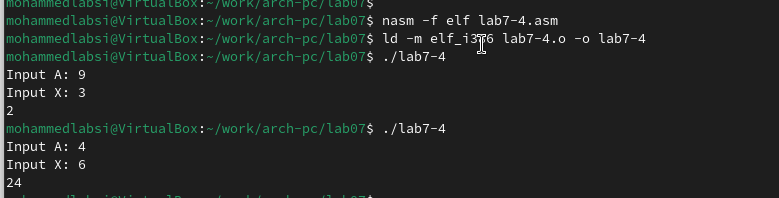 mohammedlabsi@VirtualBox:~/work/arch-pc/lab07$
mohammedlabsi@VirtualBox:~/work/arch-pc/lab07$ nasm -f elf lab7-4.asm
mohammedlabsi@VirtualBox:~/work/arch-pc/lab07$ ld -m elf_i386 lab7-4.o -o lab7-4
mohammedlabsi@VirtualBox:~/work/arch-pc/lab07$ ./lab7-4
Input A: 9
Input X: 3
2
mohammedlabsi@VirtualBox:~/work/arch-pc/lab07$ ./lab7-4
Input A: 4
Input X: 6
24